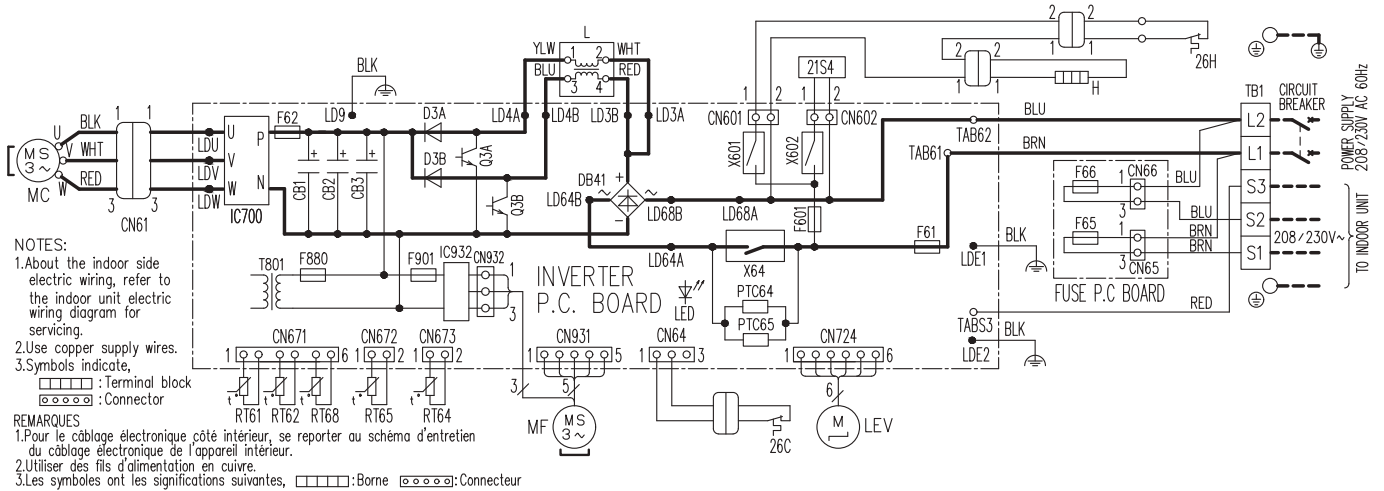 L
YLW 1 2 WHT
BLU 3 4 RED
BLK
LD9
2 2
1 1
26H
2 2
1 1
H
21S4
1 2
1 2
CN601
CN602
X601
X602
LD4A
LD4B
LD3B
LD3A
D3A
D3B
Q3A
Q3B
F62
P
N
U
V
W
IC700
LDU
LDV
LDW
U
V
W
BLK
WHT
RED
MS
3~
MC
1 1
3 3
CN61
+
CB1
+
CB2
+
CB3
DB41
+
-
~
~
LD64B
LD68B
LD68A
LD64A
F601
X64
F61
PTC64
PTC65
TAB62
TAB61
BLU
BRN
TB1
CIRCUIT
BREAKER
L2
L1
S3
S2
S1
POWER SUPPLY
208/230V AC 60Hz
208/230V~
TO INDOOR UNIT
F66
CN66
1
3
BLU
BLU
F65
CN65
1
3
BRN
BRN
FUSE P.C BOARD
LDE1
BLK
RED
TABS3
LDE2
BLK
T801
F880
F901
IC932
CN932
1
3
INVERTER
P.C. BOARD
LED
CN671
1 6
CN672
1 2
CN673
1 2
CN931
1 5
CN64
1 3
CN724
1 6
t°
RT61
t°
RT62
t°
RT68
t°
RT65
t°
RT64
3
5
MF
MS
3~
26C
6
M
LEV
NOTES:
1.About the indoor side
electric wiring, refer to
the indoor unit electric
wiring diagram for
servicing.
2.Use copper supply wires.
3.Symbols indicate,
:Terminal block
:Connector
REMARQUES
1.Pour le câblage électronique côté intérieur, se reporter au schéma d'entretien
du câblage électronique de l'appareil intérieur.
2.Utiliser des fils d'alimentation en cuivre.
3.Les symboles ont les significations suivantes, :Borne :Connecteur